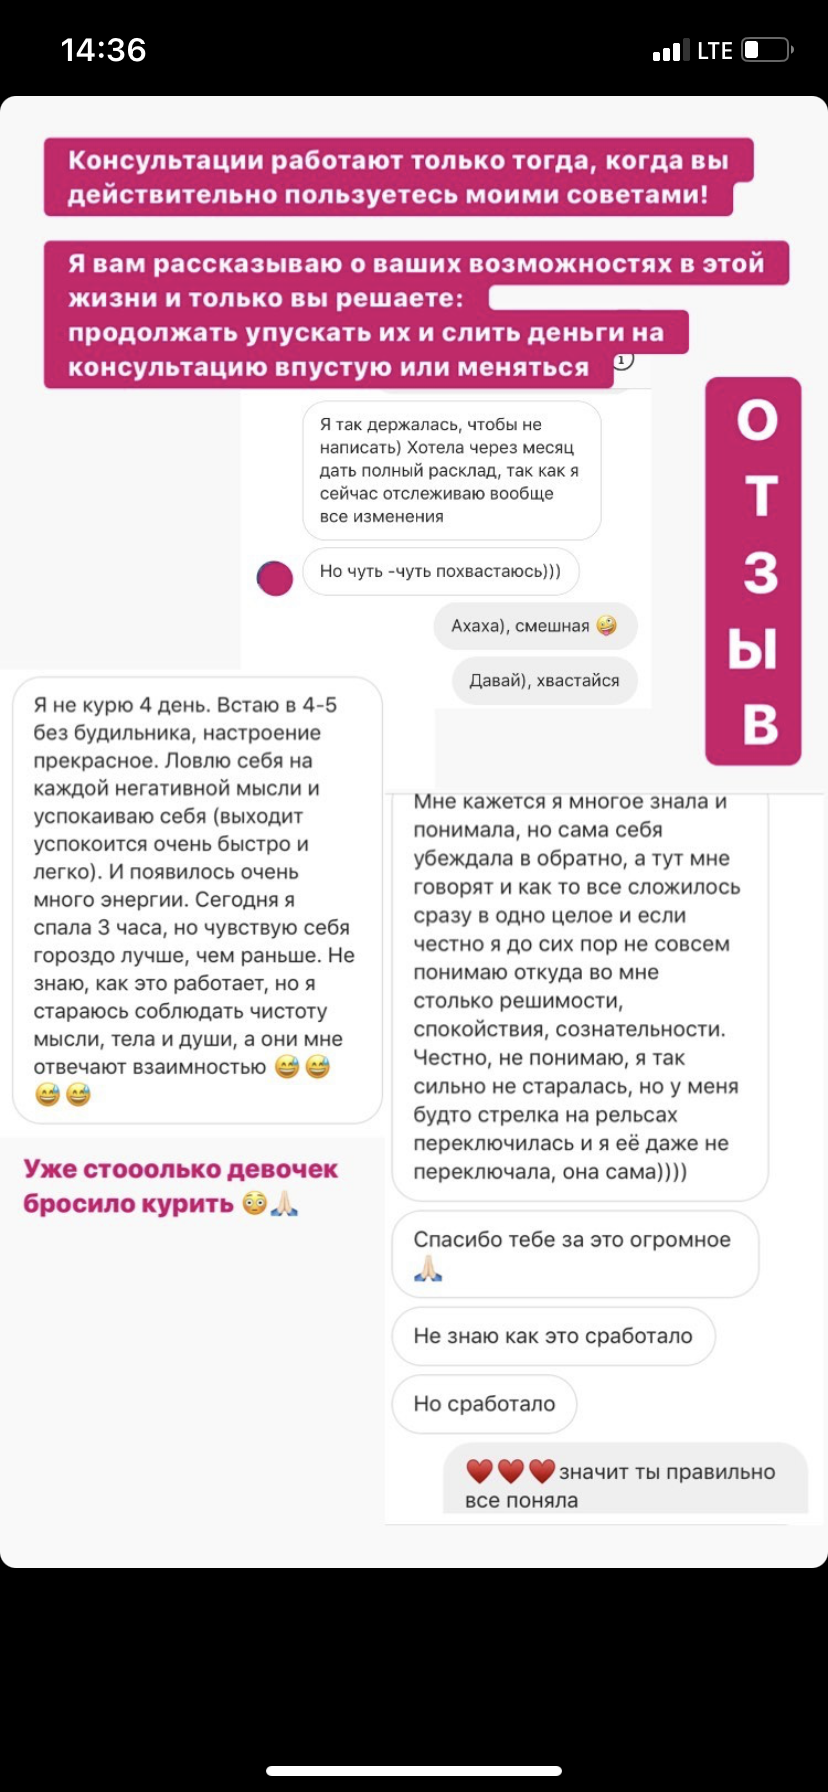 14:36
LTE
Консультации работают только тогда, когда вы
действительно пользуетесь моими советами!
Я вам рассказываю о ваших возможностях в этой
жизни и только вы решаете:
продолжать упускать их и слить деньги на
консультацию впустую или меняться
1
О
Т
З
Ы
В
Я так держалась, чтобы не
написать) Хотела через месяц
дать полный расклад, так как я
сейчас отслеживаю вообще
все изменения
Но чуть -чуть похвастаюсь)))
Ахаха), смешная 🤪
Давай), хвастайся
Я не курю 4 день. Встаю в 4-5
без будильника, настроение
прекрасное. Ловлю себя на
каждой негативной мысли и
успокаиваю себя (выходит
успокоится очень быстро и
легко). И появилось очень
много энергии. Сегодня я
спала 3 часа, но чувствую себя
гороздо лучше, чем раньше. Не
знаю, как это работает, но я
стараюсь соблюдать чистоту
мысли, тела и души, а они мне
отвечают взаимностью 😅😅
😅😅
Уже стооолько девочек
бросило курить 😳🙏🏻
Мне кажется я многое знала и
понимала, но сама себя
убеждала в обратно, а тут мне
говорят и как то все сложилось
сразу в одно целое и если
честно я до сих пор не совсем
понимаю откуда во мне
столько решимости,
спокойствия, сознательности.
Честно, не понимаю, я так
сильно не старалась, но у меня
будто стрелка на рельсах
переключилась и я её даже не
переключала, она сама))))
Спасибо тебе за это огромное
🙏🏻
Не знаю как это сработало
Но сработало
♥️♥️♥️значит ты правильно
все поняла